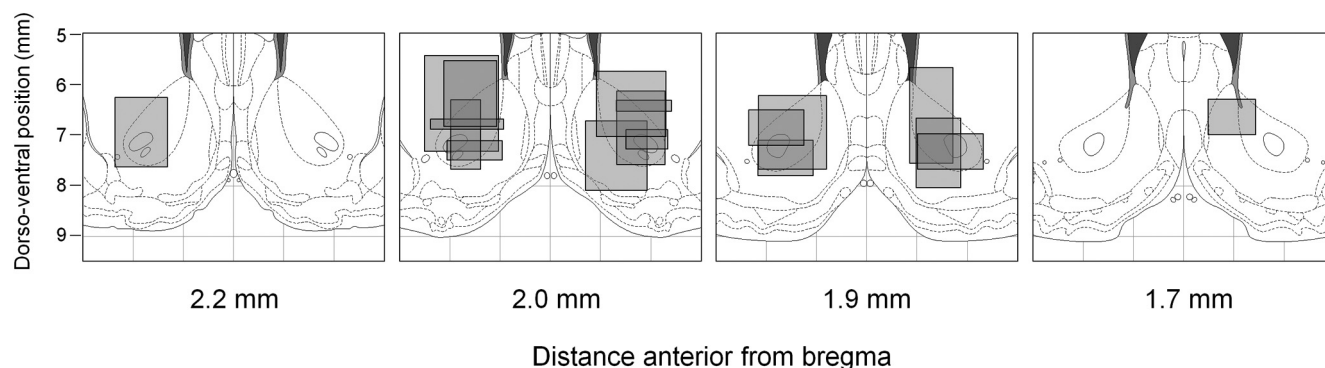 Dorso-ventral position (mm)
5
6
7
8
9
2.2 mm
2.0 mm
1.9 mm
1.7 mm
Distance anterior from bregma